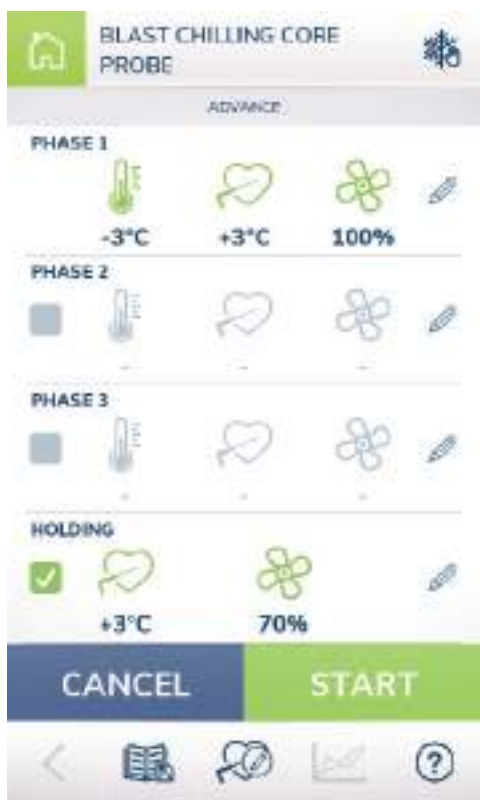 BLAST CHILLING CORE
PROBE
ADVANCE
PHASE 1
-3°C +3°C 100%
PHASE 2
- - -
PHASE 3
- - -
HOLDING
+3°C 70%
CANCEL START
?